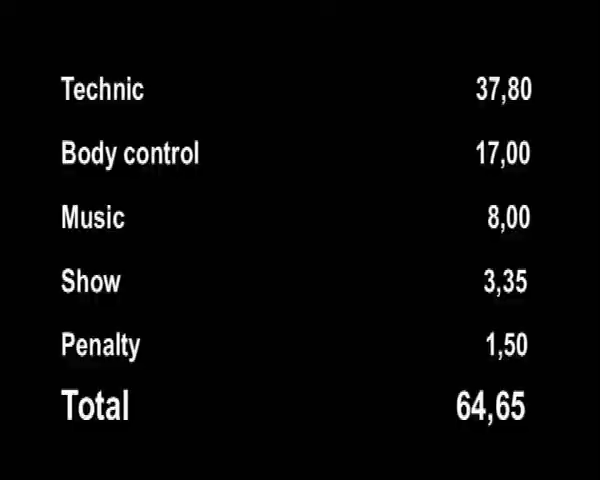 Technic 37,80
Body control 17,00
Music 8,00
Show 3,35
Penalty 1,50
Total 64,65